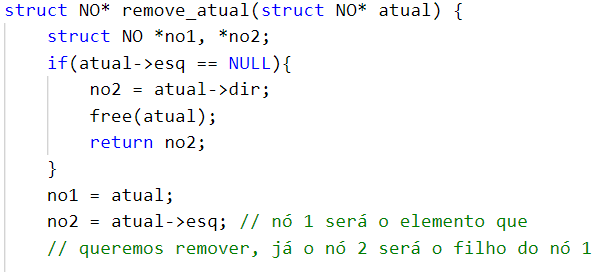 struct NO* remove_atual(struct NO* atual) {
    struct NO *no1, *no2;
    if(atual->esq == NULL){
        no2 = atual->dir;
        free(atual);
        return no2;
    }
    no1 = atual;
    no2 = atual->esq; // nó 1 será o elemento que
    // queremos remover, já o nó 2 será o filho do nó 1